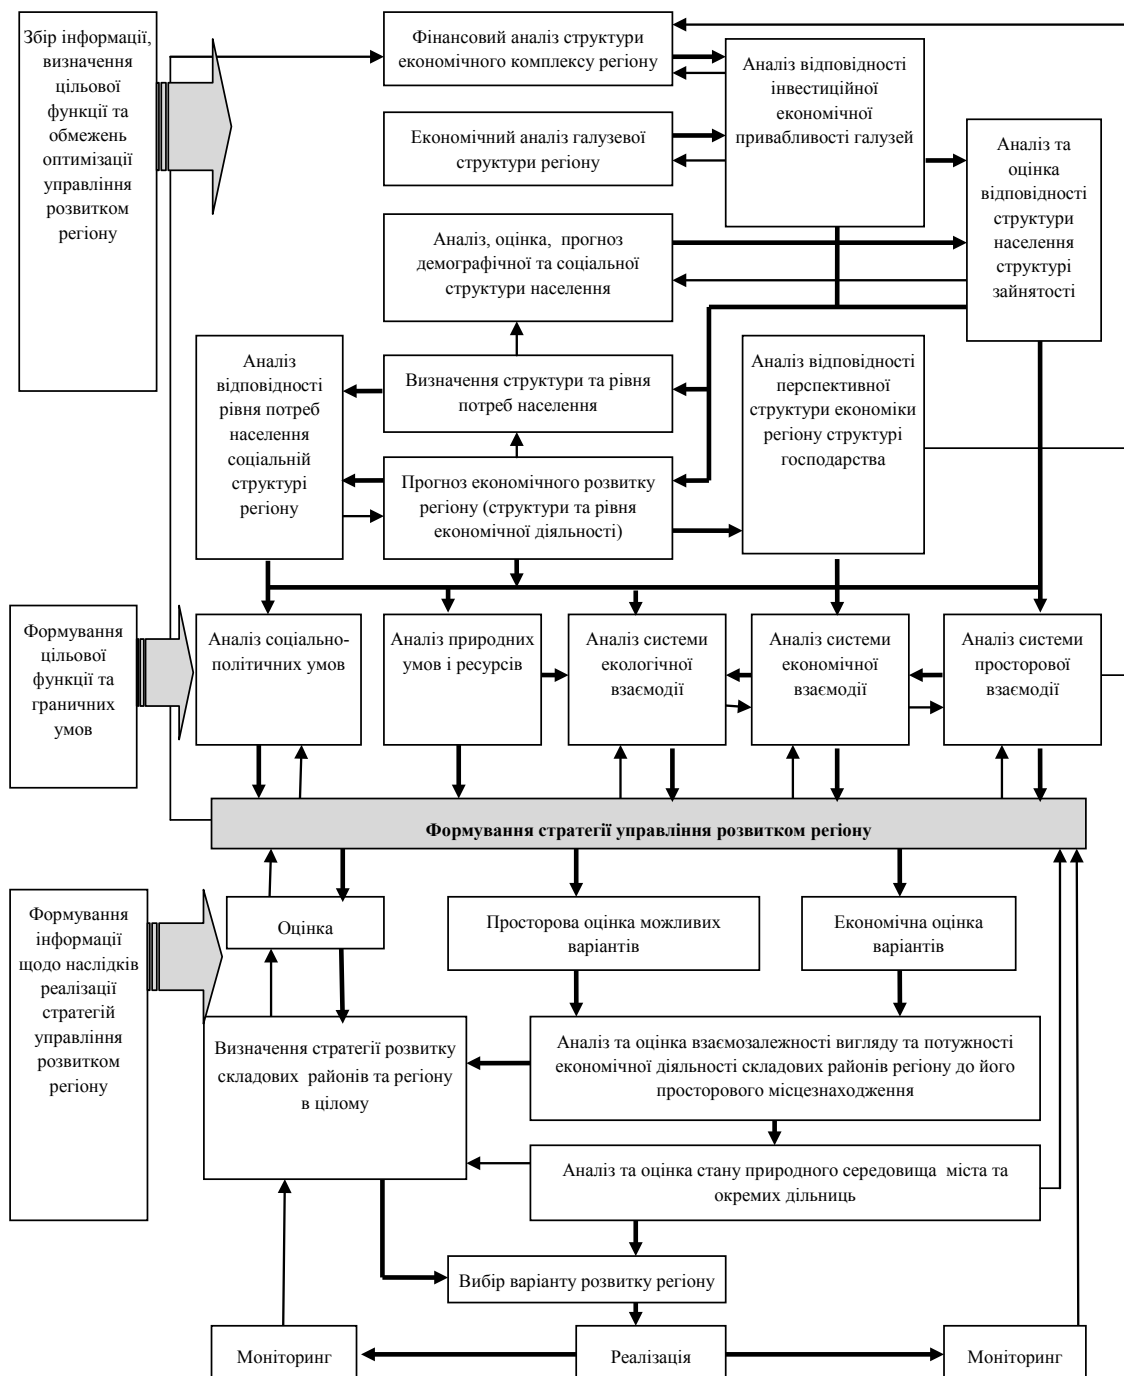 Збір інформації,
визначення
цільової
функції та
обмежень
оптимізації
управління
розвитком
регіону
Фінансовий аналіз структури
економічного комплексу регіону
Аналіз відповідності
інвестиційної
економічної
привабливості галузей
Економічний аналіз галузевої
структури регіону
Аналіз та
оцінка
відповідності
структури
населення
структурі
зайнятості
Аналіз, оцінка, прогноз
демографічної та соціальної
структури населення
Аналіз
відповідності
рівня потреб
населення
соціальній
структурі
регіону
Визначення структури та рівня
потреб населення
Аналіз відповідності
перспективної
структури економіки
регіону структурі
господарства
Прогноз економічного розвитку
регіону (структури та рівня
економічної діяльності)
Формування
цільової
функції та
граничних
умов
Аналіз соціально-
політичних умов
Аналіз природних
умов і ресурсів
Аналіз системи
екологічної
взаємодії
Аналіз системи
економічної
взаємодії
Аналіз системи
просторової
взаємодії
Формування стратегії управління розвитком регіону
Формування
інформації
щодо наслідків
реалізації
стратегій
управління
розвитком
регіону
Оцінка
Просторова оцінка можливих
варіантів
Економічна оцінка
варіантів
Визначення стратегії розвитку
складових районів та регіону
в цілому
Аналіз та оцінка взаємозалежності вигляду та потужності
економічної діяльності складових районів регіону до його
просторового місцезнаходження
Аналіз та оцінка стану природного середовища міста та
окремих дільниць
Вибір варіанту розвитку регіону
Моніторинг
Реалізація
Моніторинг